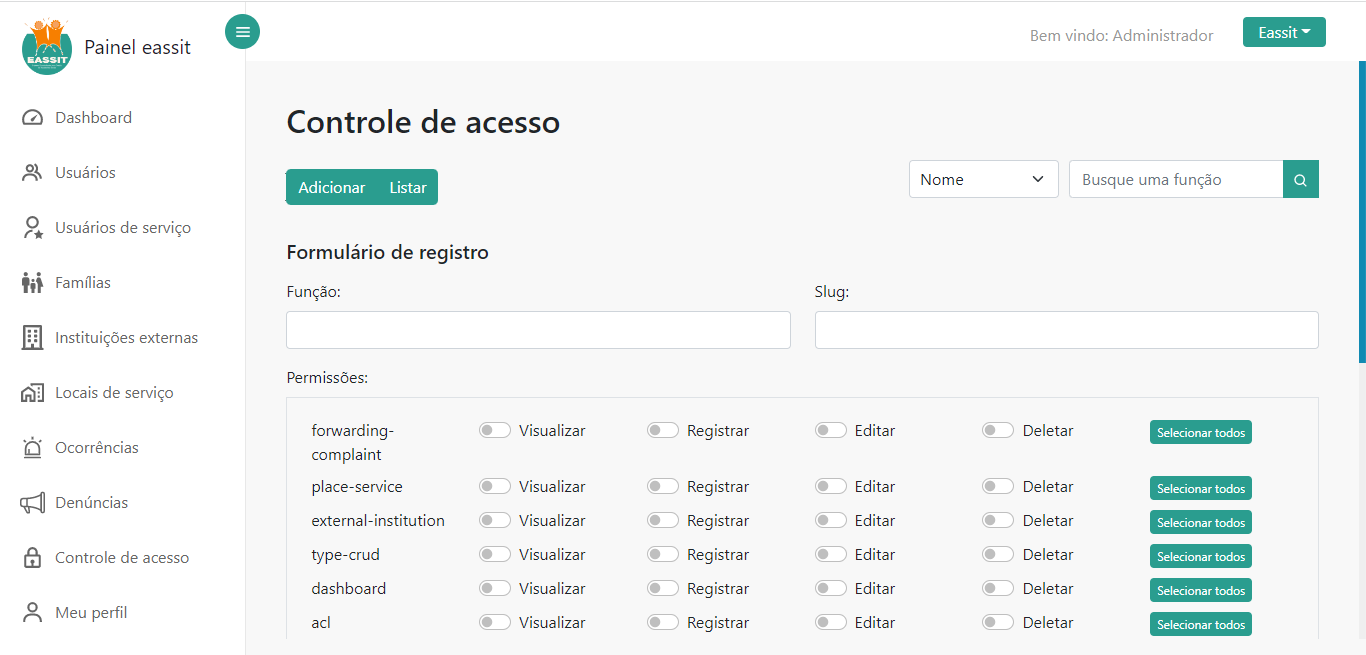 EASSIT
Painel eassit
Bem vindo: Administrador
Eassit
Dashboard
Usuários
Usuários de serviço
Famílias
Instituições externas
Locais de serviço
Ocorrências
Denúncias
Controle de acesso
Meu perfil
Controle de acesso
Adicionar Listar
Nome
Busque uma função
Formulário de registro
Função:
Slug:
Permissões:
forwarding-
complaint
Visualizar Registrar Editar Deletar Selecionar todos
place-service Visualizar Registrar Editar Deletar Selecionar todos
external-institution Visualizar Registrar Editar Deletar Selecionar todos
type-crud Visualizar Registrar Editar Deletar Selecionar todos
dashboard Visualizar Registrar Editar Deletar Selecionar todos
acl Visualizar Registrar Editar Deletar Selecionar todos